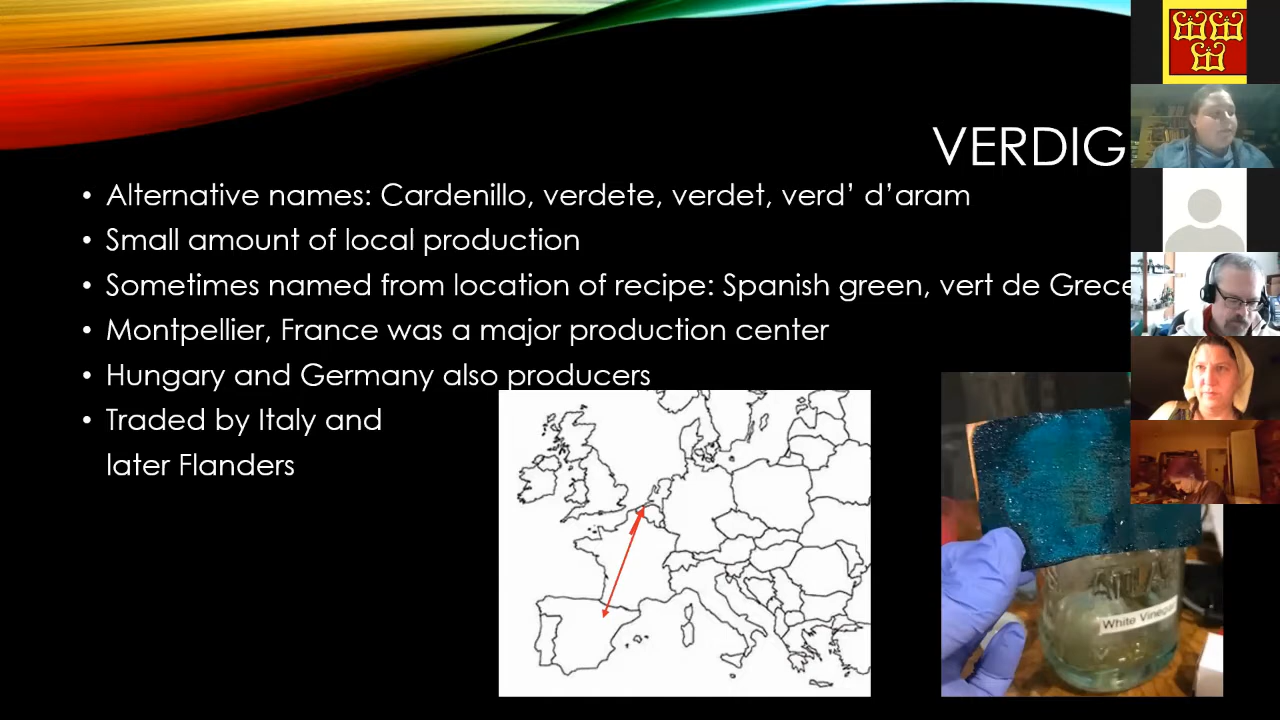 VERDIG
• Alternative names: Cardenillo, verdete, verdet, verd’ d’aram
• Small amount of local production
• Sometimes named from location of recipe: Spanish green, vert de Grece
• Montpellier, France was a major production center
• Hungary and Germany also producers
• Traded by Italy and
later Flanders
White Vinegar